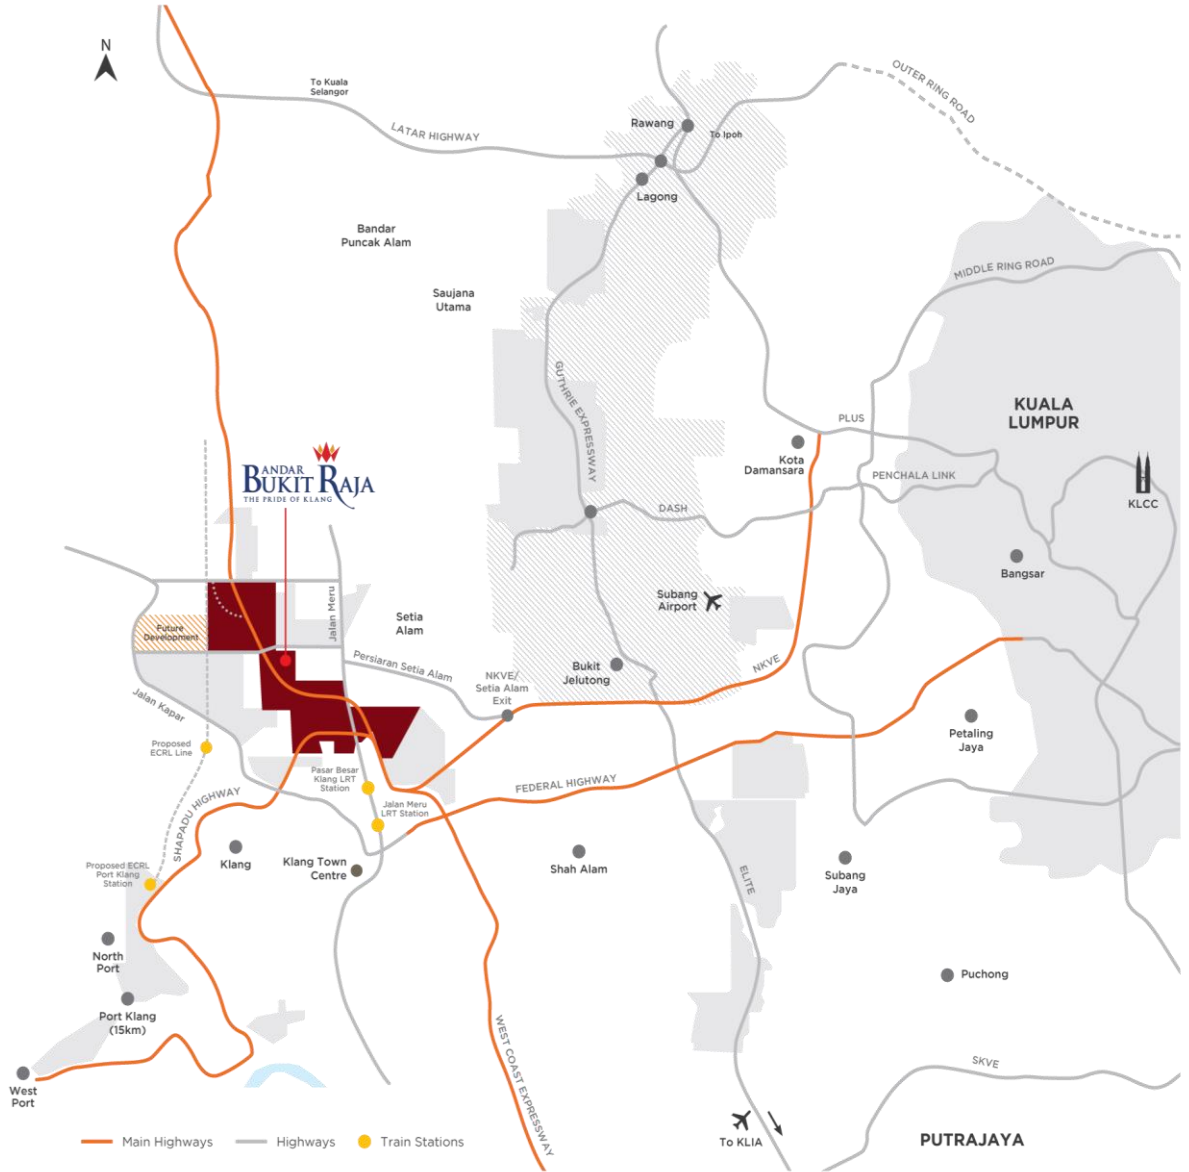 N
To Kuala
Selangor
LATAR HIGHWAY
Rawang
To Ipoh
Lagong
OUTER RING ROAD
Bandar
Puncak Alam
MIDDLE RING ROAD
Saujana
Utama
GUTHRIE EXPRESSWAY
KUALA
LUMPUR
PLUS
Kota
Damansara
PENCHALA LINK
KLCC
BANDAR
BUKIT RAJA
THE PRIDE OF KLANG
DASH
Bangsar
Subang
Airport
Jalan Meru
Setia
Alam
Future
Development
Persiaran Setia Alam
NKVE/
Setia Alam
Exit
Bukit
Jelutong
NKVE
Jalan Kapar
Petaling
Jaya
Proposed
ECRL Line
Pasar Besar
Klang LRT
Station
FEDERAL HIGHWAY
SHAPADU HIGHWAY
Jalan Meru
LRT Station
Klang
Klang Town
Centre
Shah Alam
Subang
Jaya
ELITE
Proposed ECRL
Port Klang
Station
North
Port
Puchong
Port Klang
(15km)
WEST COAST EXPRESSWAY
SKVE
West
Port
To KLIA
PUTRAJAYA
Main Highways
Highways
Train Stations